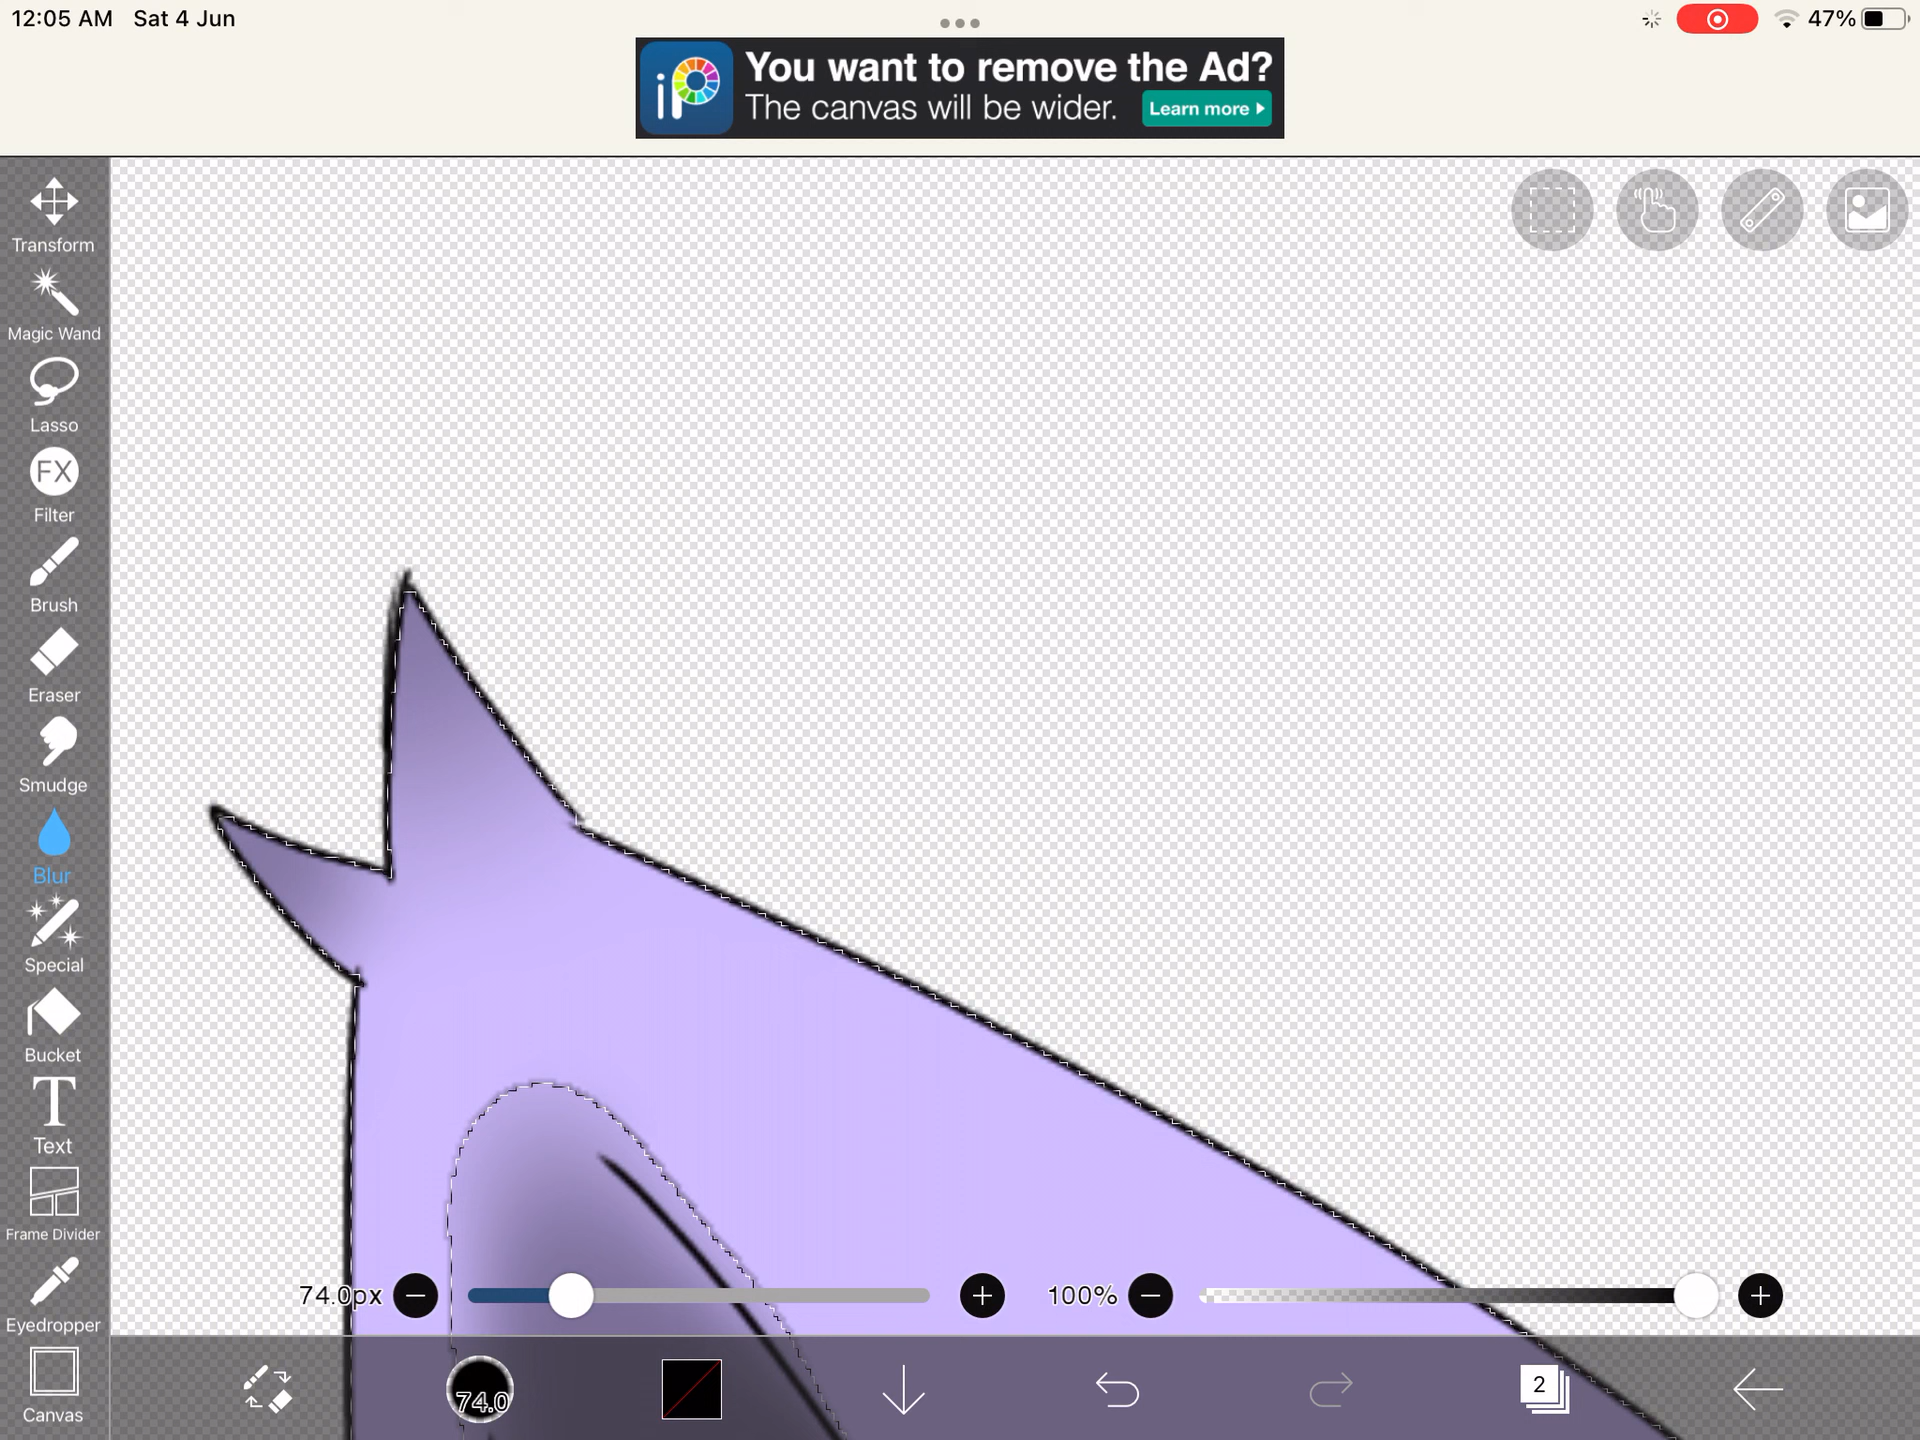 12:05 AM Sat 4 Jun
47%
iP
You want to remove the Ad?
The canvas will be wider.
Learn more
Transform
Magic Wand
Lasso
FX
Filter
Brush
Eraser
Smudge
Blur
Special
Bucket
T
Text
Frame Divider
Eyedropper
Canvas
74.0px
100%
74.0
2